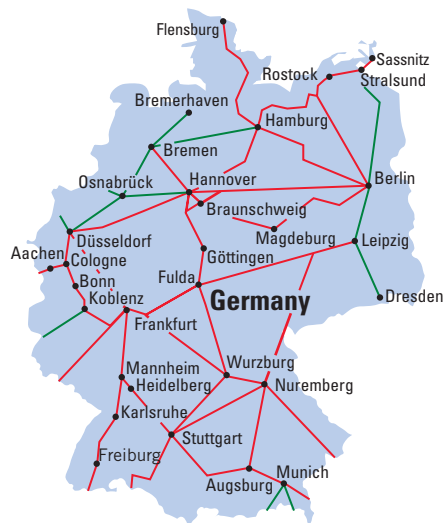 Flensburg
Sassnitz
Rostock
Stralsund
Bremerhaven
Hamburg
Bremen
Osnabrück
Hannover
Berlin
Braunschweig
Düsseldorf
Magdeburg
Leipzig
Aachen
Cologne
Göttingen
Bonn
Fulda
Koblenz
Germany
Dresden
Frankfurt
Mannheim
Wurzburg
Heidelberg
Nuremberg
Karlsruhe
Stuttgart
Freiburg
Munich
Augsburg